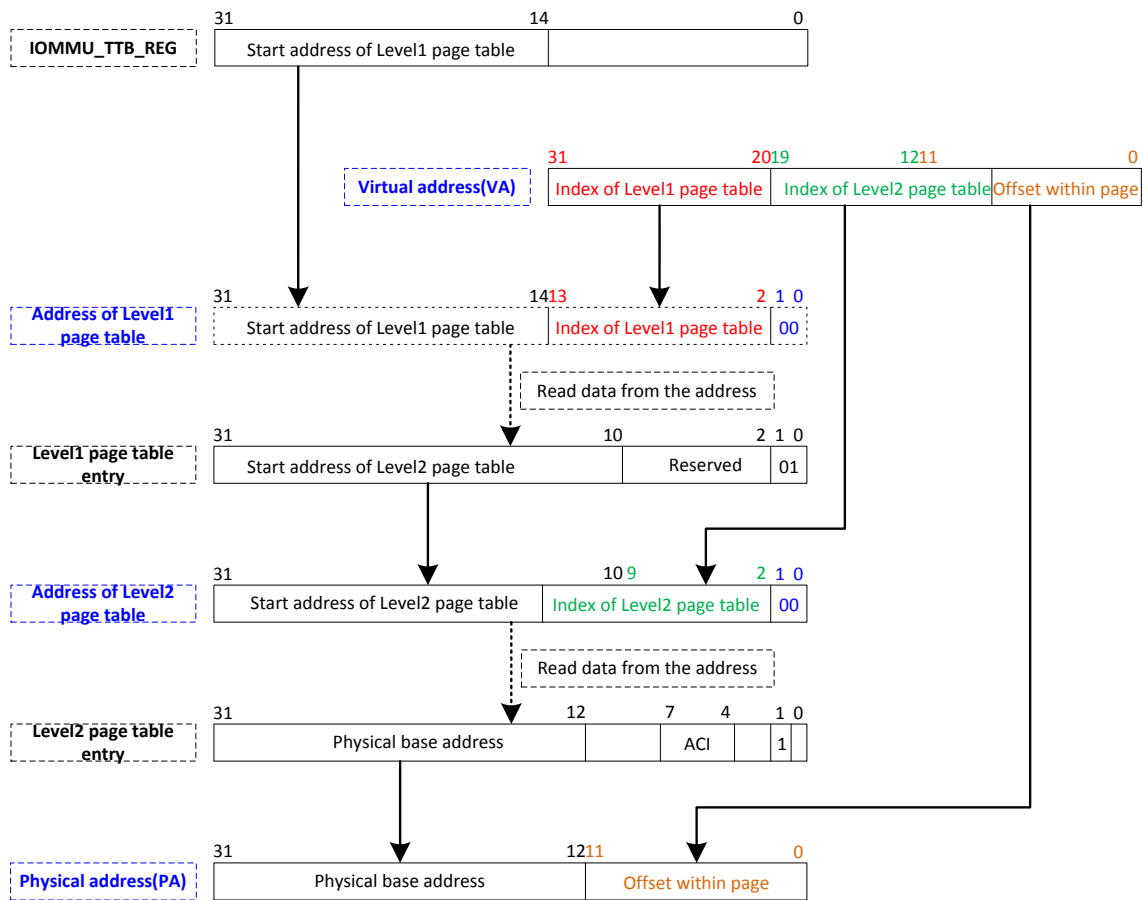 31 14 0
IOMMU_TTB_REG
Start address of Level1 page table
31 20 19 12 11 0
Virtual address(VA)
Index of Level1 page table
Index of Level2 page table
Offset within page
31 14 13 2 1 0
Address of Level1
page table
Start address of Level1 page table
Index of Level1 page table
00
Read data from the address
31 10 2 1 0
Level1 page table
entry
Start address of Level2 page table
Reserved
01
31 10 9 2 1 0
Address of Level2
page table
Start address of Level2 page table
Index of Level2 page table
00
Read data from the address
31 12 7 4 1 0
Level2 page table
entry
Physical base address
ACI
1
31 12 11 0
Physical address(PA)
Physical base address
Offset within page